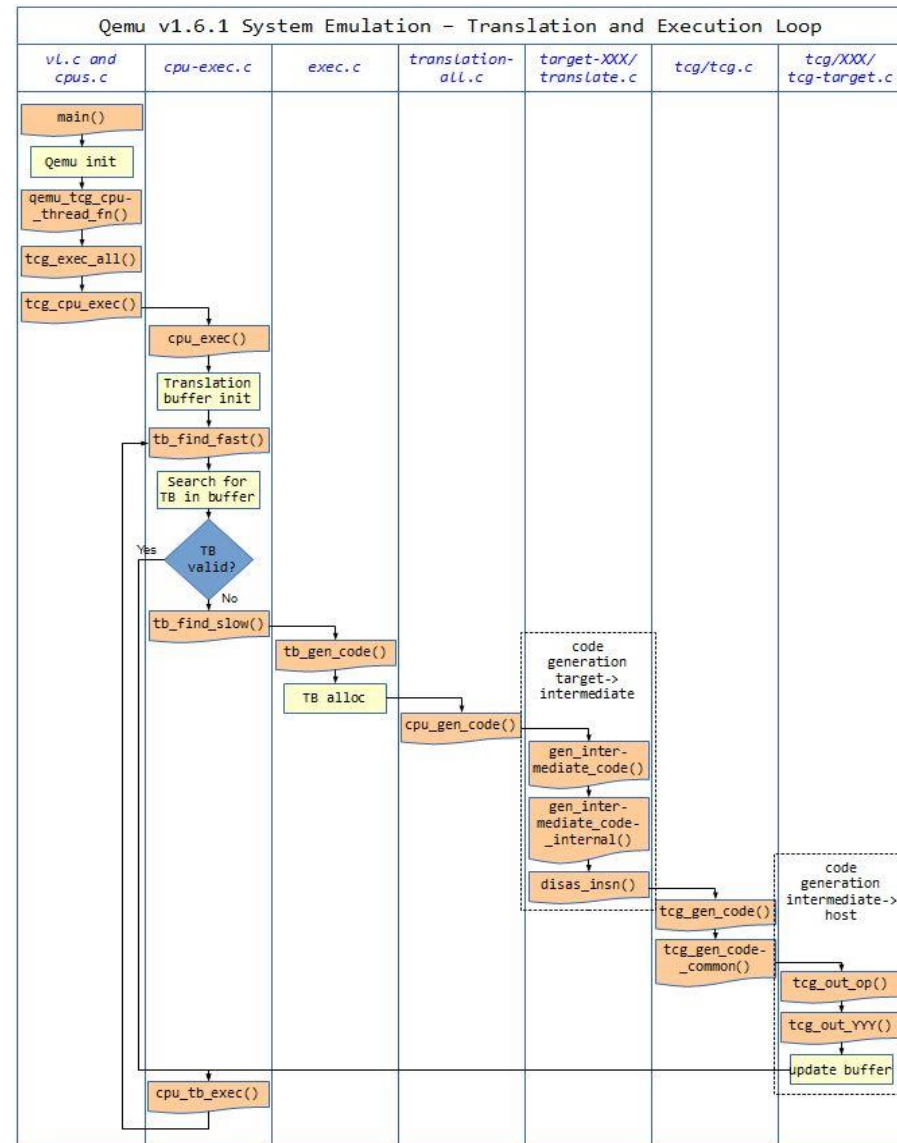 Qemu v1.6.1 System Emulation – Translation and Execution Loop
vl.c and
cpus.c
cpu-exec.c
exec.c
translation-
all.c
target-XXX/
translate.c
tcg/tcg.c
tcg/XXX/
tcg-target.c
main()
Qemu init
qemu_tcg_cpu-
_thread_fn()
tcg_exec_all()
tcg_cpu_exec()
cpu_exec()
Translation
buffer init
tb_find_fast()
Search for
TB in buffer
Yes
TB
valid?
No
tb_find_slow()
tb_gen_code()
TB alloc
cpu_gen_code()
code
generation
target->
intermediate
gen_inter-
mediate_code()
gen_inter-
mediate_code-
_internal()
disas_insn()
tcg_gen_code()
tcg_gen_code-
_common()
code
generation
intermediate->
host
tcg_out_op()
tcg_out_YYY()
update buffer
cpu_tb_exec()